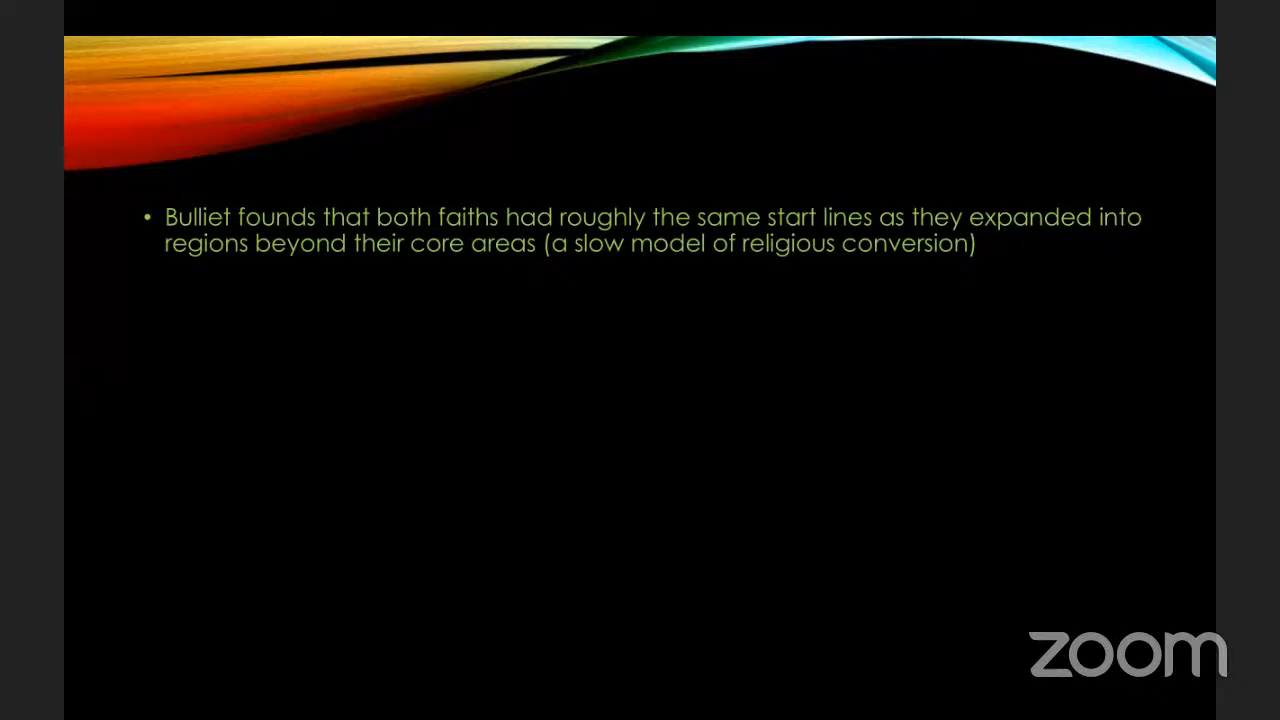 • Bulliet founds that both faiths had roughly the same start lines as they expanded into
regions beyond their core areas (a slow model of religious conversion)
zoom